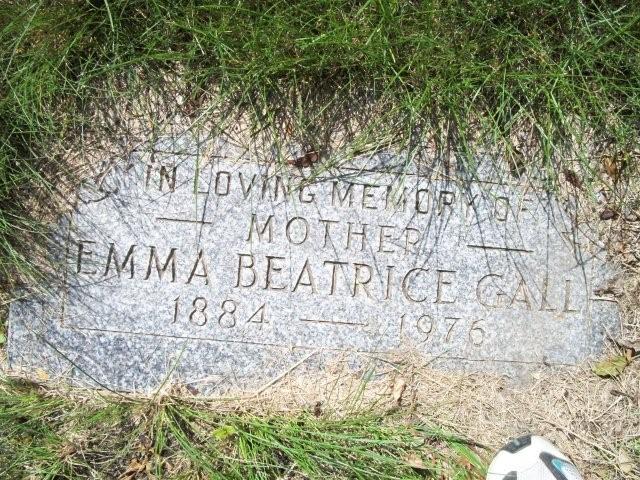 IN LOVING MEMORY OF
MOTHER
EMMA BEATRICE GALL
1884 — 1976